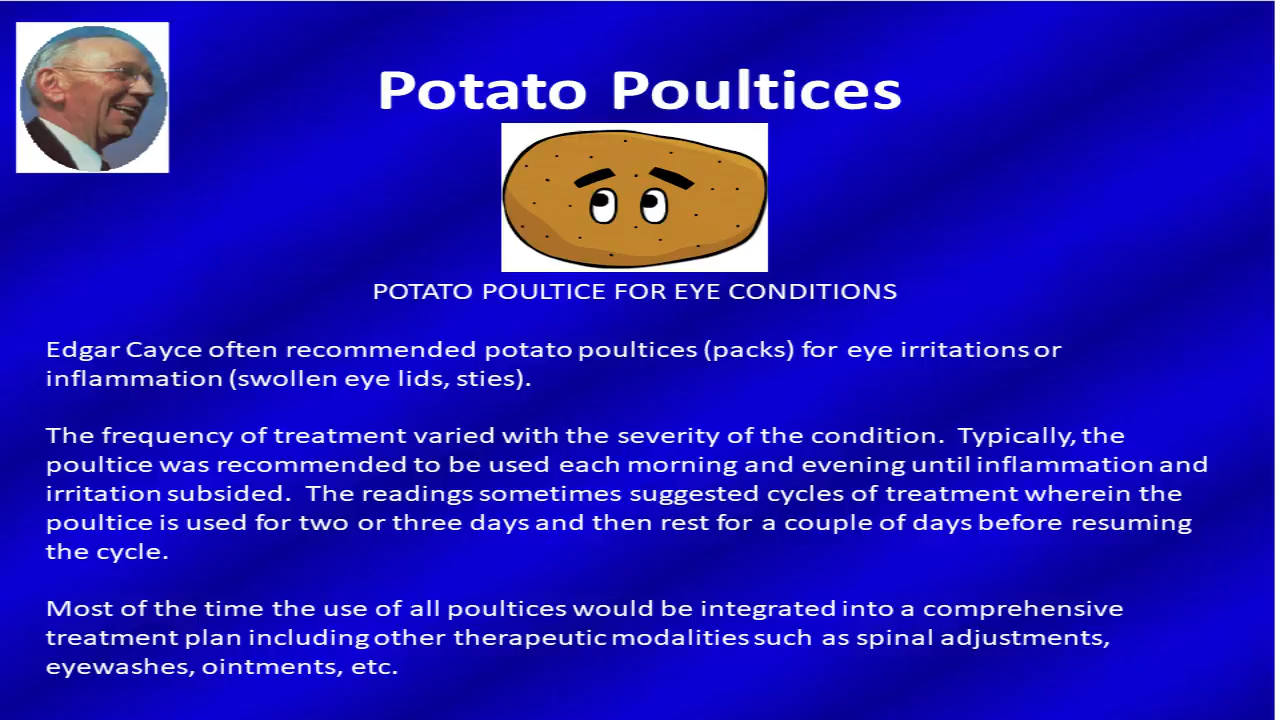 Potato Poultices
POTATO POULTICE FOR EYE CONDITIONS
Edgar Cayce often recommended potato poultices (packs) for eye irritations or
inflammation (swollen eye lids, sties).
The frequency of treatment varied with the severity of the condition.  Typically, the
poultice was recommended to be used each morning and evening until inflammation and
irritation subsided.  The readings sometimes suggested cycles of treatment wherein the
poultice is used for two or three days and then rest for a couple of days before resuming
the cycle.
Most of the time the use of all poultices would be integrated into a comprehensive
treatment plan including other therapeutic modalities such as spinal adjustments,
eyewashes, ointments, etc.